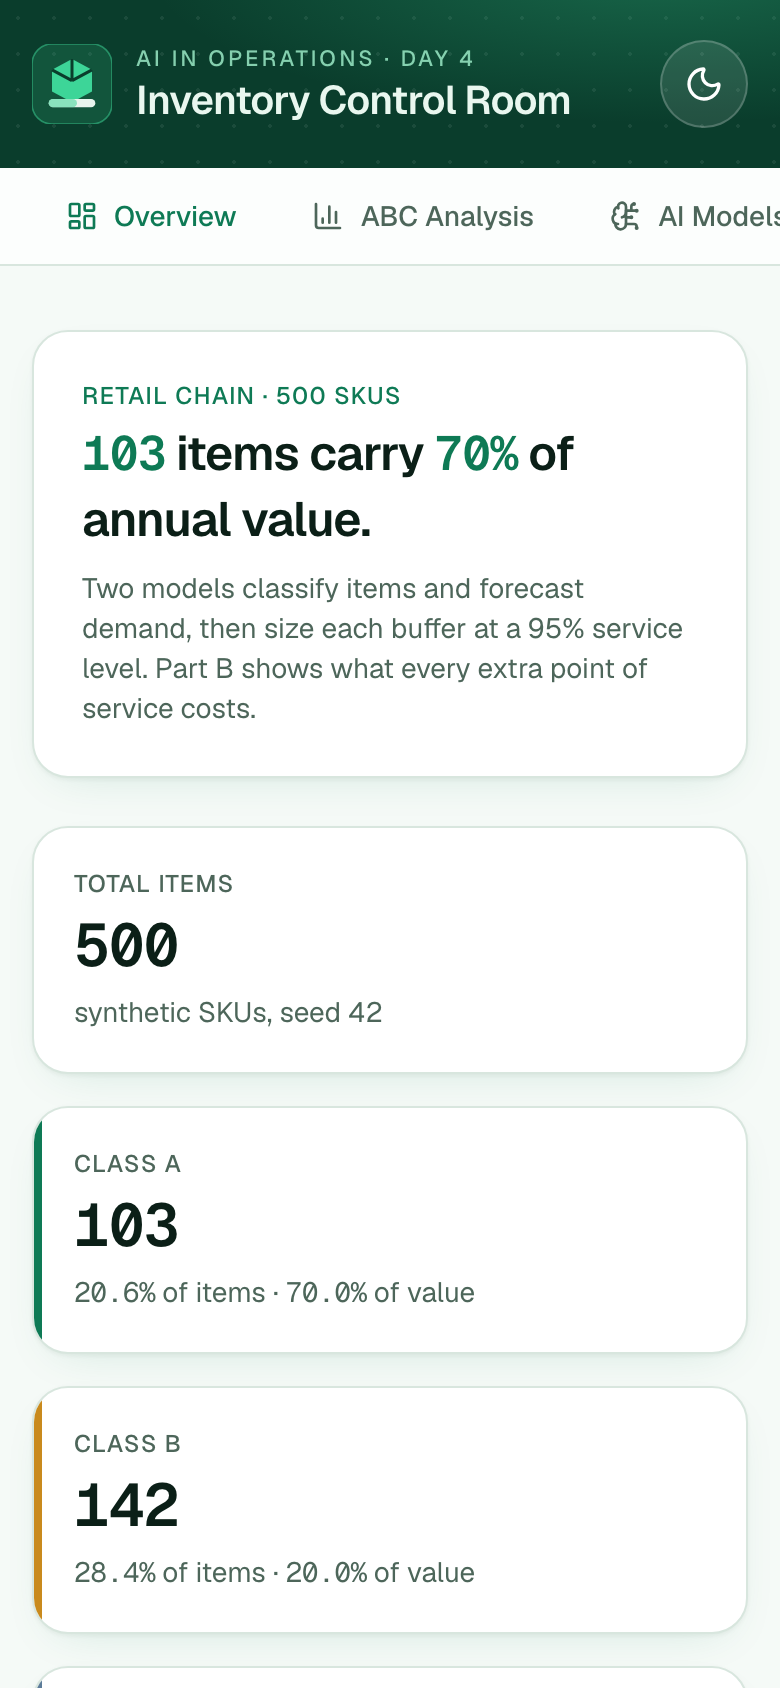 AI IN OPERATIONS · DAY 4
Inventory Control Room
Overview
ABC Analysis
AI Models
RETAIL CHAIN · 500 SKUS
103 items carry 70% of
annual value.
Two models classify items and forecast
demand, then size each buffer at a 95% service
level. Part B shows what every extra point of
service costs.
TOTAL ITEMS
500
synthetic SKUs, seed 42
CLASS A
103
20.6% of items · 70.0% of value
CLASS B
142
28.4% of items · 20.0% of value